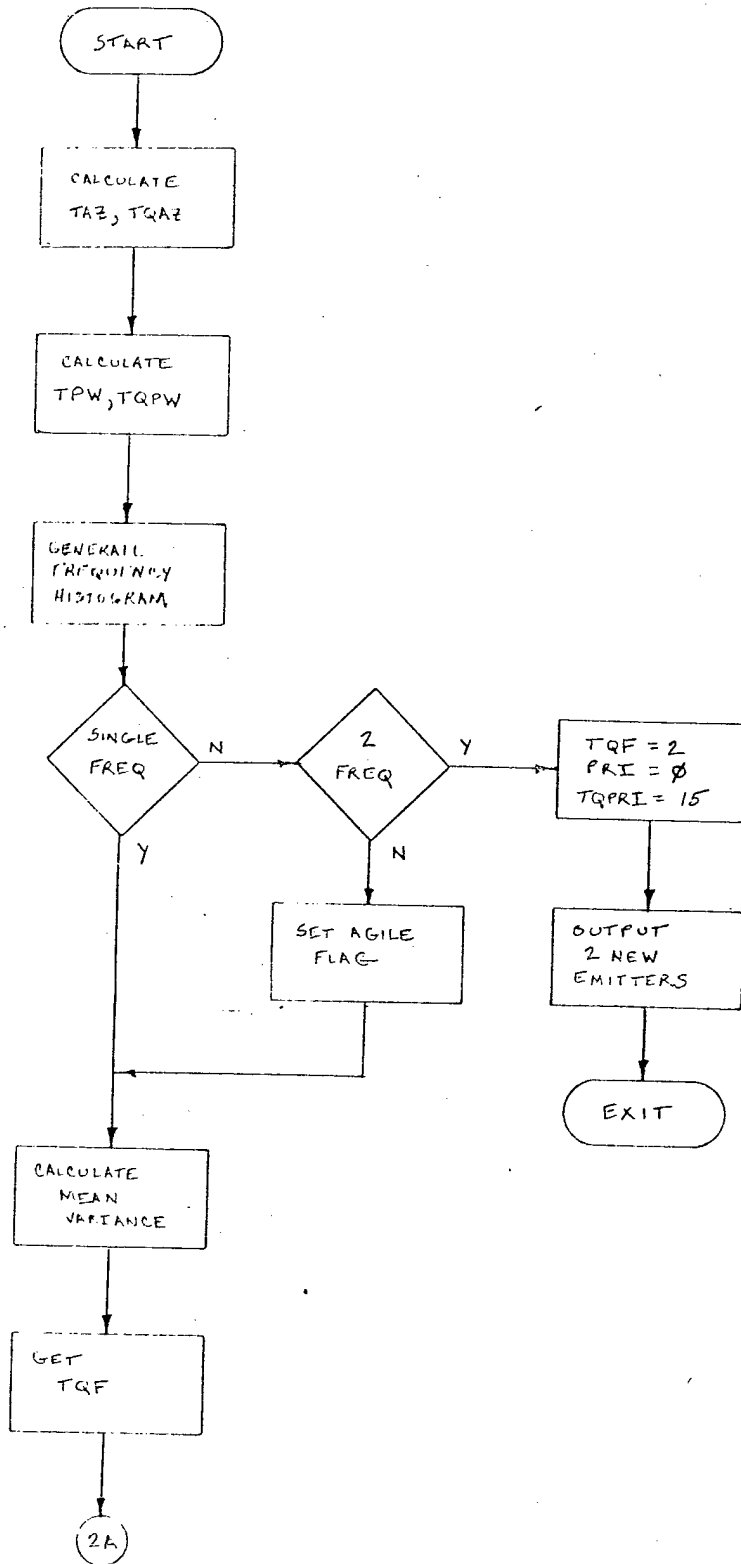 START
CALCULATE
TAZ, TQAZ
CALCULATE
TPW, TQPW
GENERATE
FREQUENCY
HISTOGRAM
SINGLE
FREQ
N
Y
2
FREQ
Y
N
TQF = 2
PRI = Ø
TQPRI = 15
SET AGILE
FLAG
OUTPUT
2 NEW
EMITTERS
EXIT
CALCULATE
MEAN
VARIANCE
GET
TQF
2A